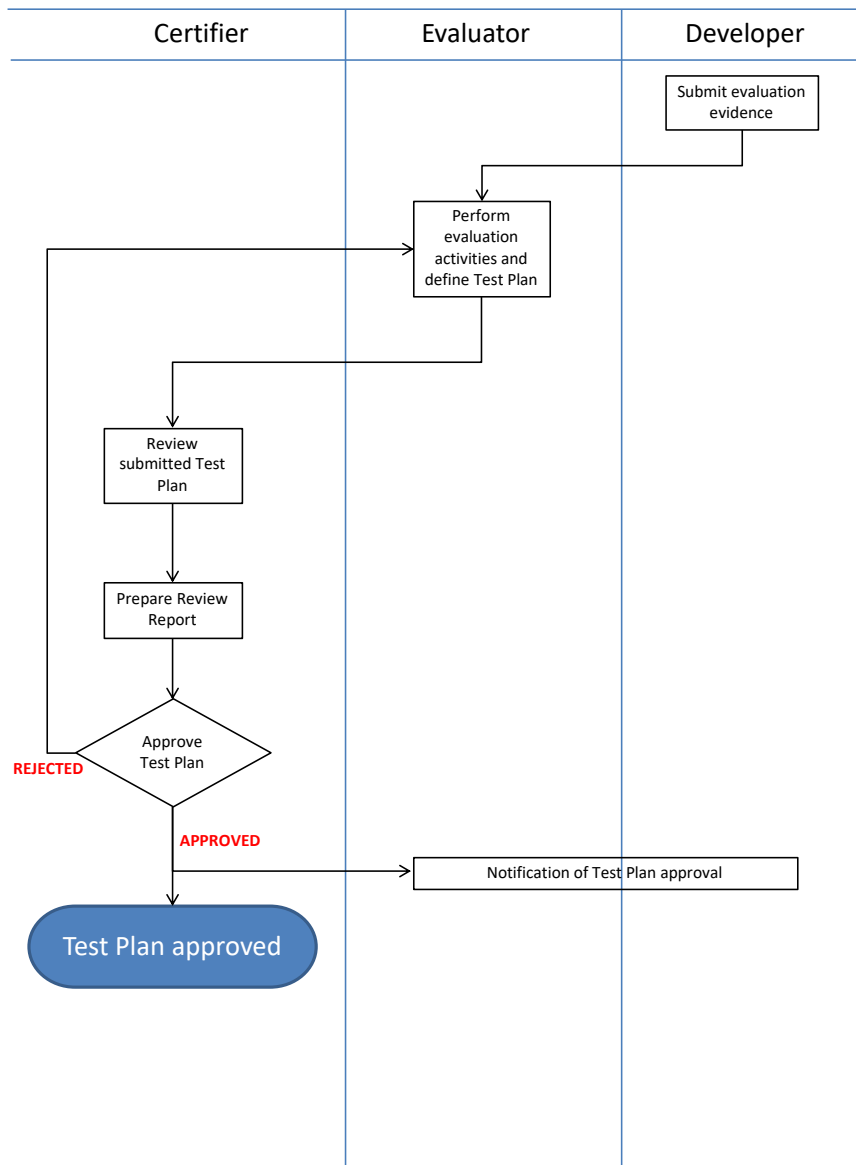 Certifier
Evaluator
Developer
Submit evaluation
evidence
Perform
evaluation
activities and
define Test Plan
Review
submitted Test
Plan
Prepare Review
Report
Approve
Test Plan
REJECTED
APPROVED
Notification of Test Plan approval
Test Plan approved